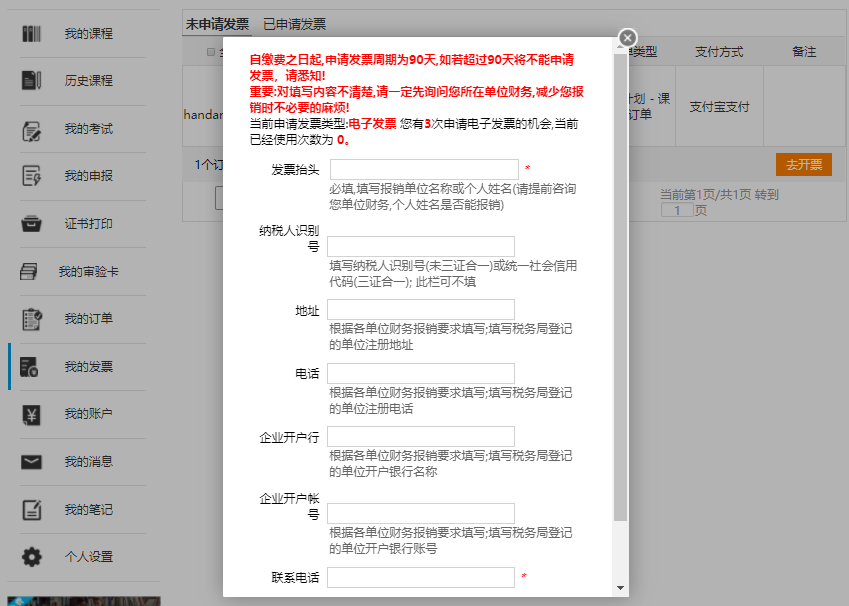 我的课程
历史课程
我的考试
我的申报
证书打印
我的审验卡
我的订单
我的发票
我的账户
我的消息
我的笔记
个人设置
未申请发票 已申请发票
类型 支付方式 备注
handar
计划 - 课
订单
支付宝支付
1个订
去开票
当前第1页/共1页 转到
1 页
自缴费之日起,申请发票周期为90天,如若超过90天将不能申请
发票，请悉知!
重要:对填写内容不清楚,请一定先询问您所在单位财务,减少您报
销时不必要的麻烦!
当前申请发票类型:电子发票 您有3次申请电子发票的机会,当前
已经使用次数为 0。
发票抬头 *
必填,填写报销单位名称或个人姓名(请提前咨询
您单位财务,个人姓名是否能报销)
纳税人识别
号
填写纳税人识别号(未三证合一)或统一社会信用
代码(三证合一); 此栏可不填
地址
根据各单位财务报销要求填写;填写税务局登记
的单位注册地址
电话
根据各单位财务报销要求填写;填写税务局登记
的单位注册电话
企业开户行
根据各单位财务报销要求填写;填写税务局登记
的单位开户银行名称
企业开户帐
号
根据各单位财务报销要求填写;填写税务局登记
的单位开户银行账号
联系电话 *